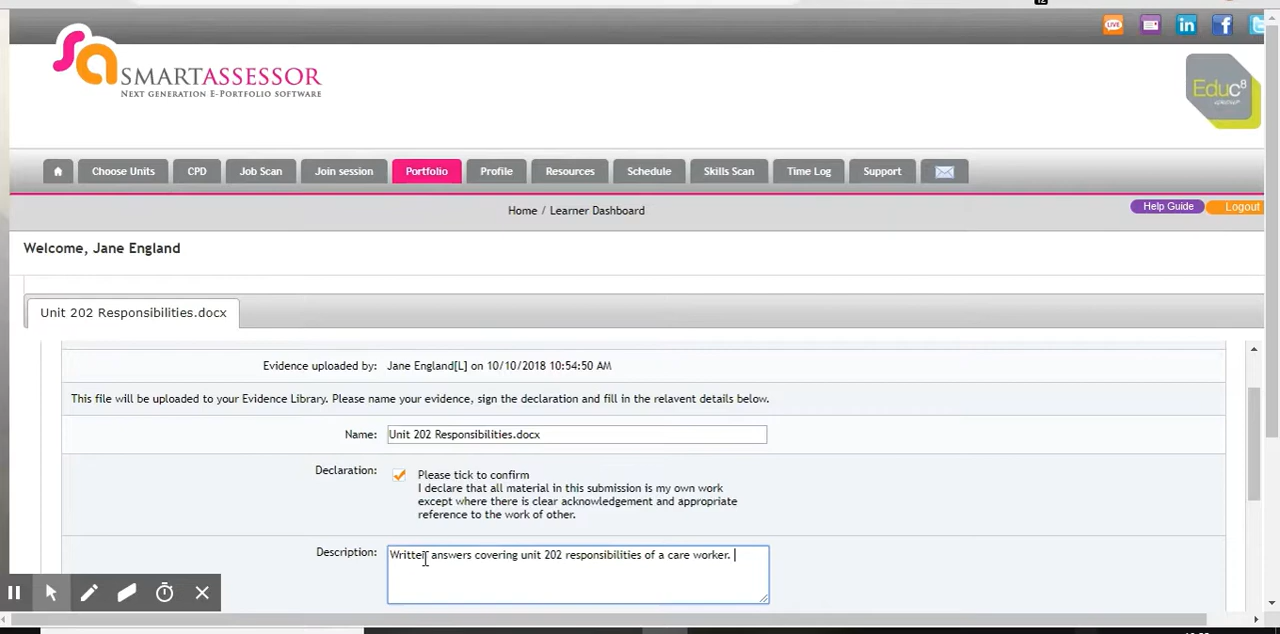 12
LIVE
SMARTASSESSOR
NEXT GENERATION E-PORTFOLIO SOFTWARE
Educ8
Choose Units
CPD
Job Scan
Join session
Portfolio
Profile
Resources
Schedule
Skills Scan
Time Log
Support
Home / Learner Dashboard
Help Guide
Logout
Welcome, Jane England
Unit 202 Responsibilities.docx
Evidence uploaded by: Jane England[L] on 10/10/2018 10:54:50 AM
This file will be uploaded to your Evidence Library. Please name your evidence, sign the declaration and fill in the relavent details below.
Name: Unit 202 Responsibilities.docx
Declaration: Please tick to confirm
I declare that all material in this submission is my own work
except where there is clear acknowledgement and appropriate
reference to the work of other.
Description: Written answers covering unit 202 responsibilities of a care worker.